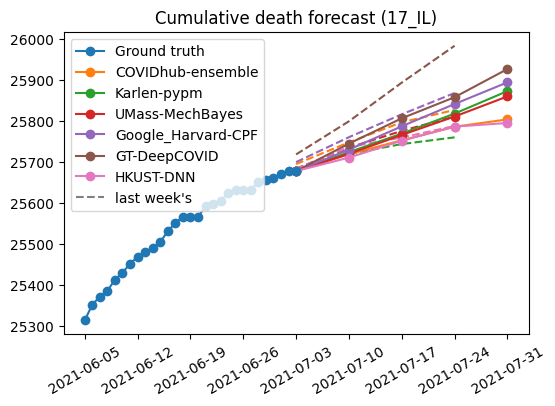 Cumulative death forecast (17_IL)
26000
25900
25800
25700
25600
25500
25400
25300
Ground truth
COVIDhub-ensemble
Karlen-pypm
UMass-MechBayes
Google_Harvard-CPF
GT-DeepCOVID
HKUST-DNN
last week's
2021-06-05
2021-06-12
2021-06-19
2021-06-26
2021-07-03
2021-07-10
2021-07-17
2021-07-24
2021-07-31